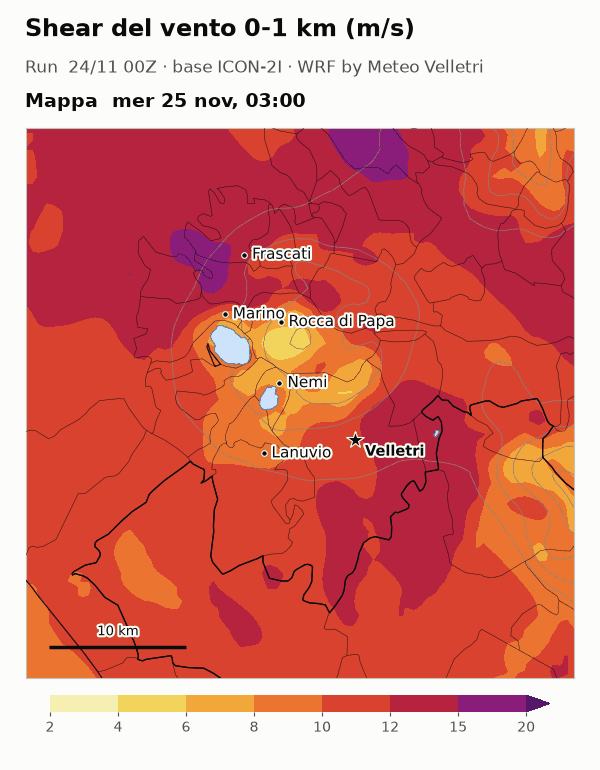 Shear del vento 0-1 km (m/s)
Run  24/11 00Z · base ICON-2I · WRF by Meteo Velletri
Mappa  mer 25 nov, 03:00
Frascati
Marino
Rocca di Papa
Nemi
Velletri
Lanuvio
10 km
2 4 6 8 10 12 15 20